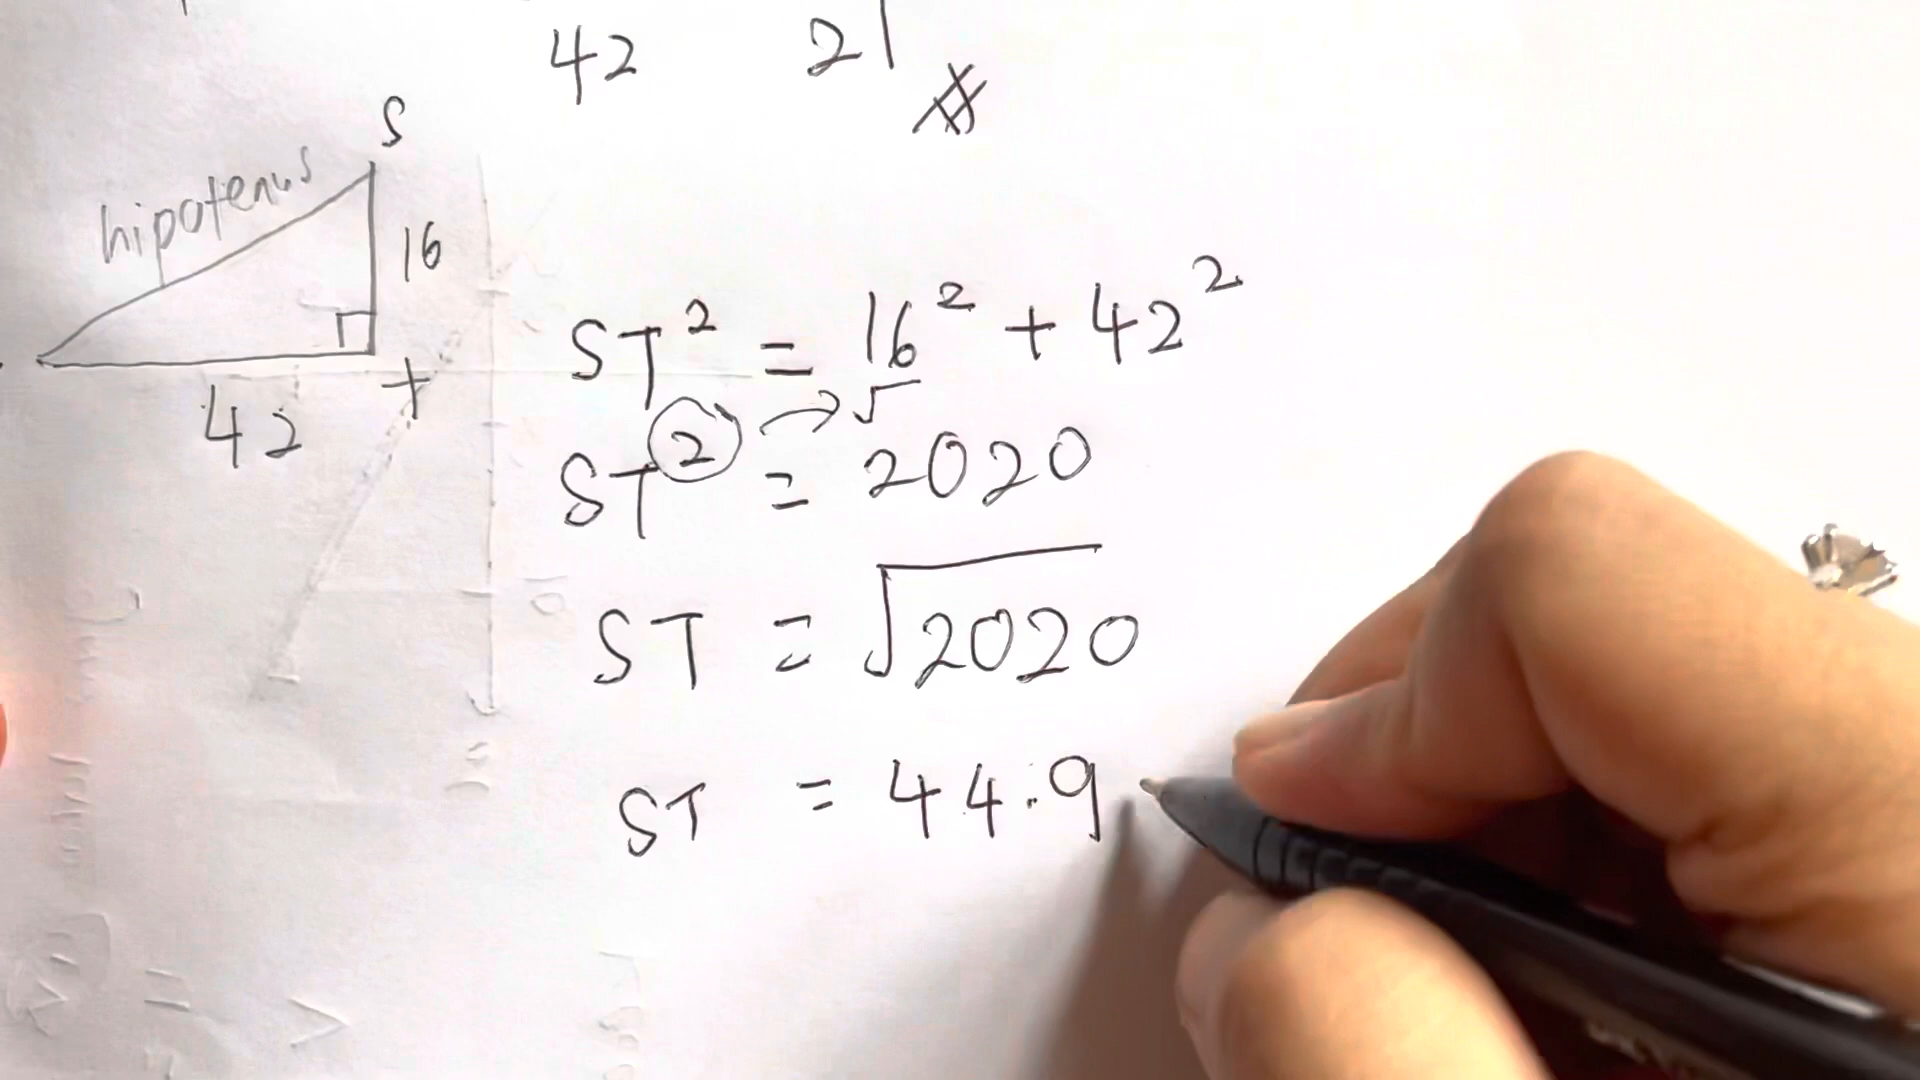 42 21
S
hipotenus
16
42
ST² = 16² + 42²
√
ST² = 2020
ST = √2020
ST = 44.9